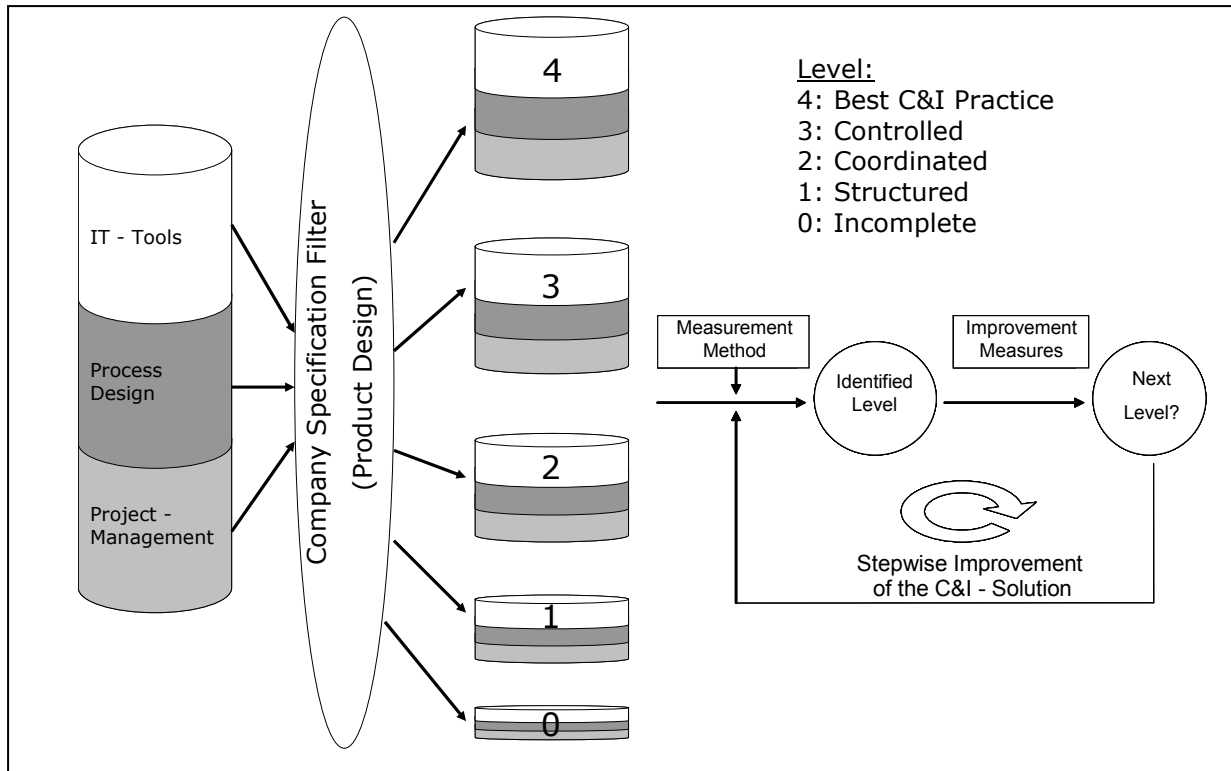 IT - Tools
Process
Design
Project -
Management
Company Specification Filter
(Product Design)
4
3
2
1
0
Level:
4: Best C&I Practice
3: Controlled
2: Coordinated
1: Structured
0: Incomplete
Measurement
Method
Identified
Level
Improvement
Measures
Next
Level?
Stepwise Improvement
of the C&I - Solution